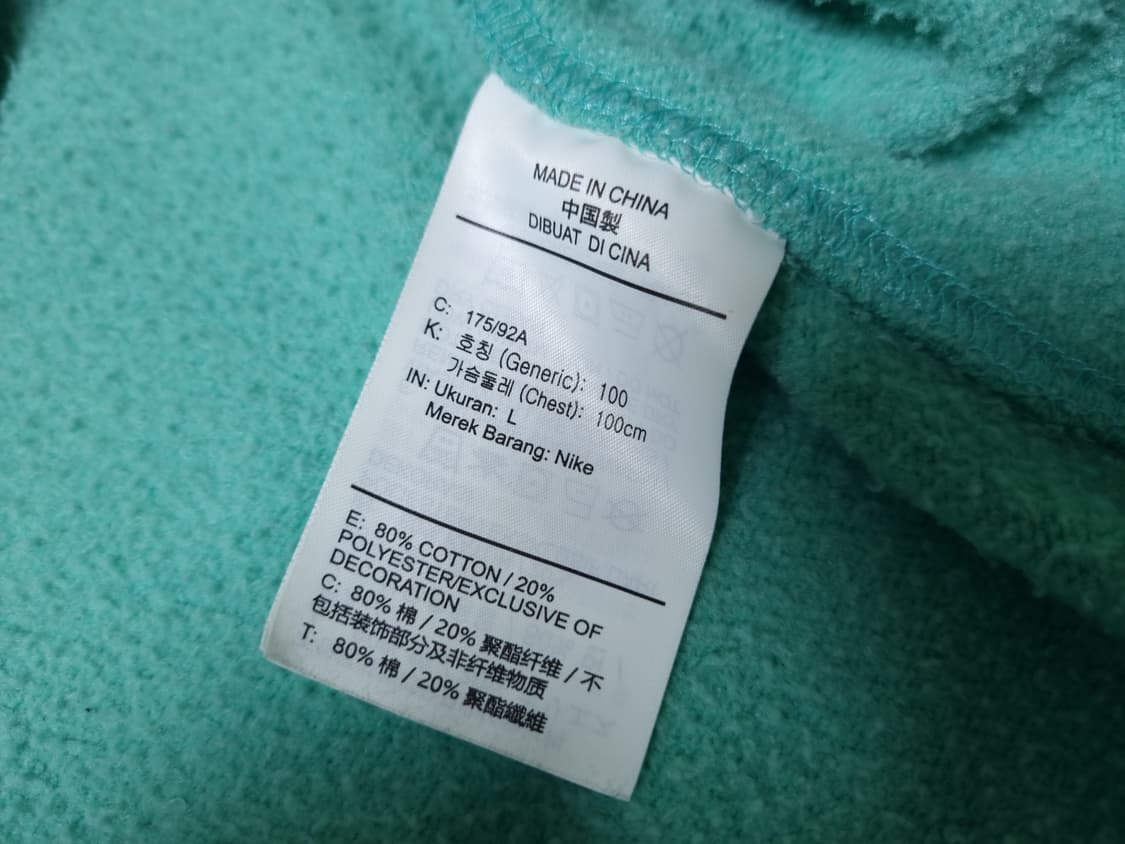 MADE IN CHINA
中国製
DIBUAT DI CINA
C: 175/92A
K: 호칭 (Generic): 100
가슴둘레 (Chest): 100cm
IN: Ukuran: L
Merek Barang: Nike
E: 80% COTTON / 20%
POLYESTER/EXCLUSIVE OF
DECORATION
C: 80% 棉 / 20% 聚酯纤维 / 不
包括装饰部分及非纤维物质
T: 80% 棉 / 20% 聚酯纖維